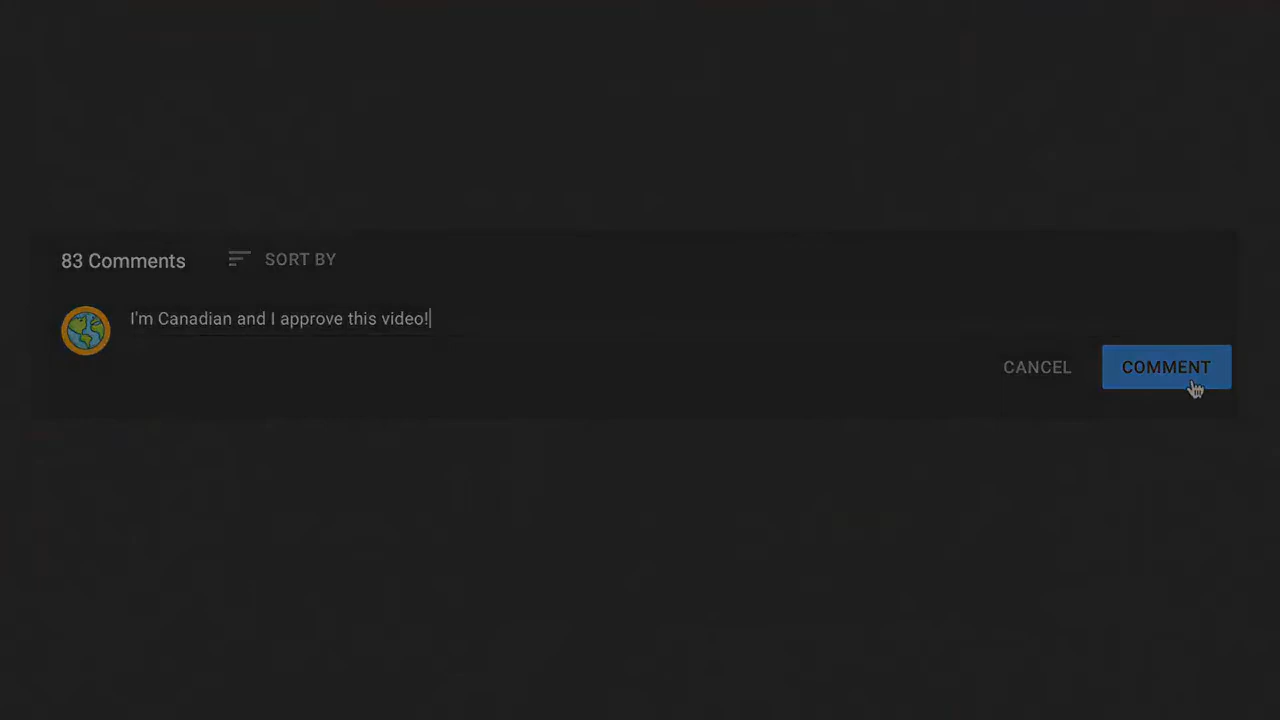 83 Comments
SORT BY
I'm Canadian and I approve this video!
CANCEL
COMMENT